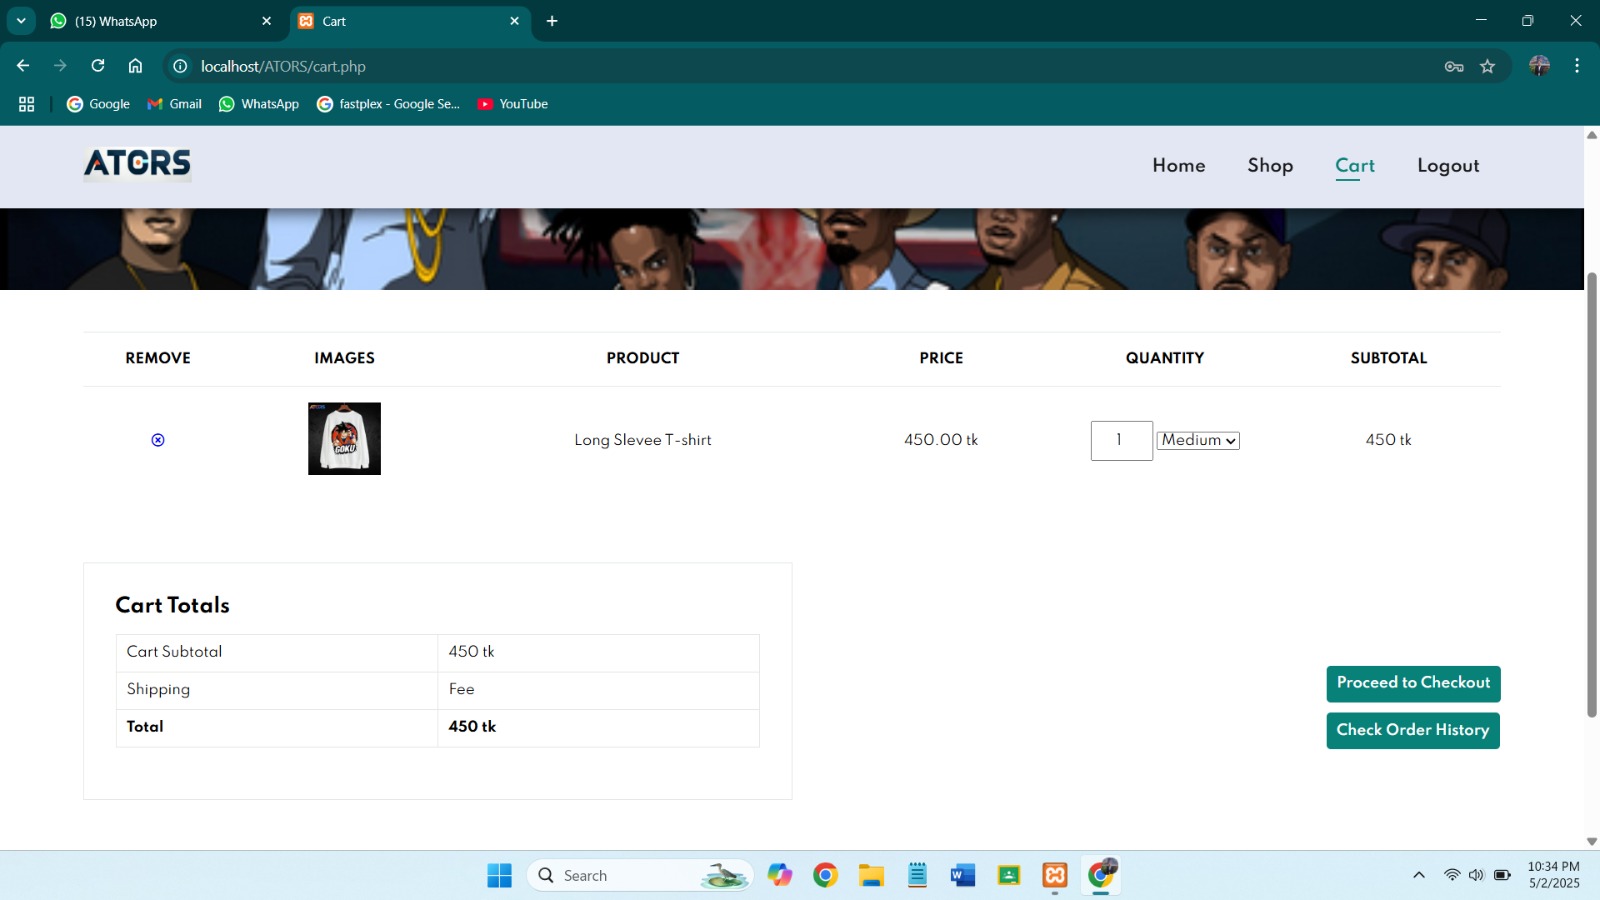 (15) WhatsApp
Cart
localhost/ATORS/cart.php
Google Gmail WhatsApp fastplex - Google Se... YouTube
ATORS
Home Shop Cart Logout
REMOVE IMAGES PRODUCT PRICE QUANTITY SUBTOTAL
ATORS
GOKU
Long Slevee T-shirt 450.00 tk 1 Medium 450 tk
Cart Totals
Cart Subtotal 450 tk
Shipping Fee
Total 450 tk
Proceed to Checkout
Check Order History
Search
10:34 PM
5/2/2025